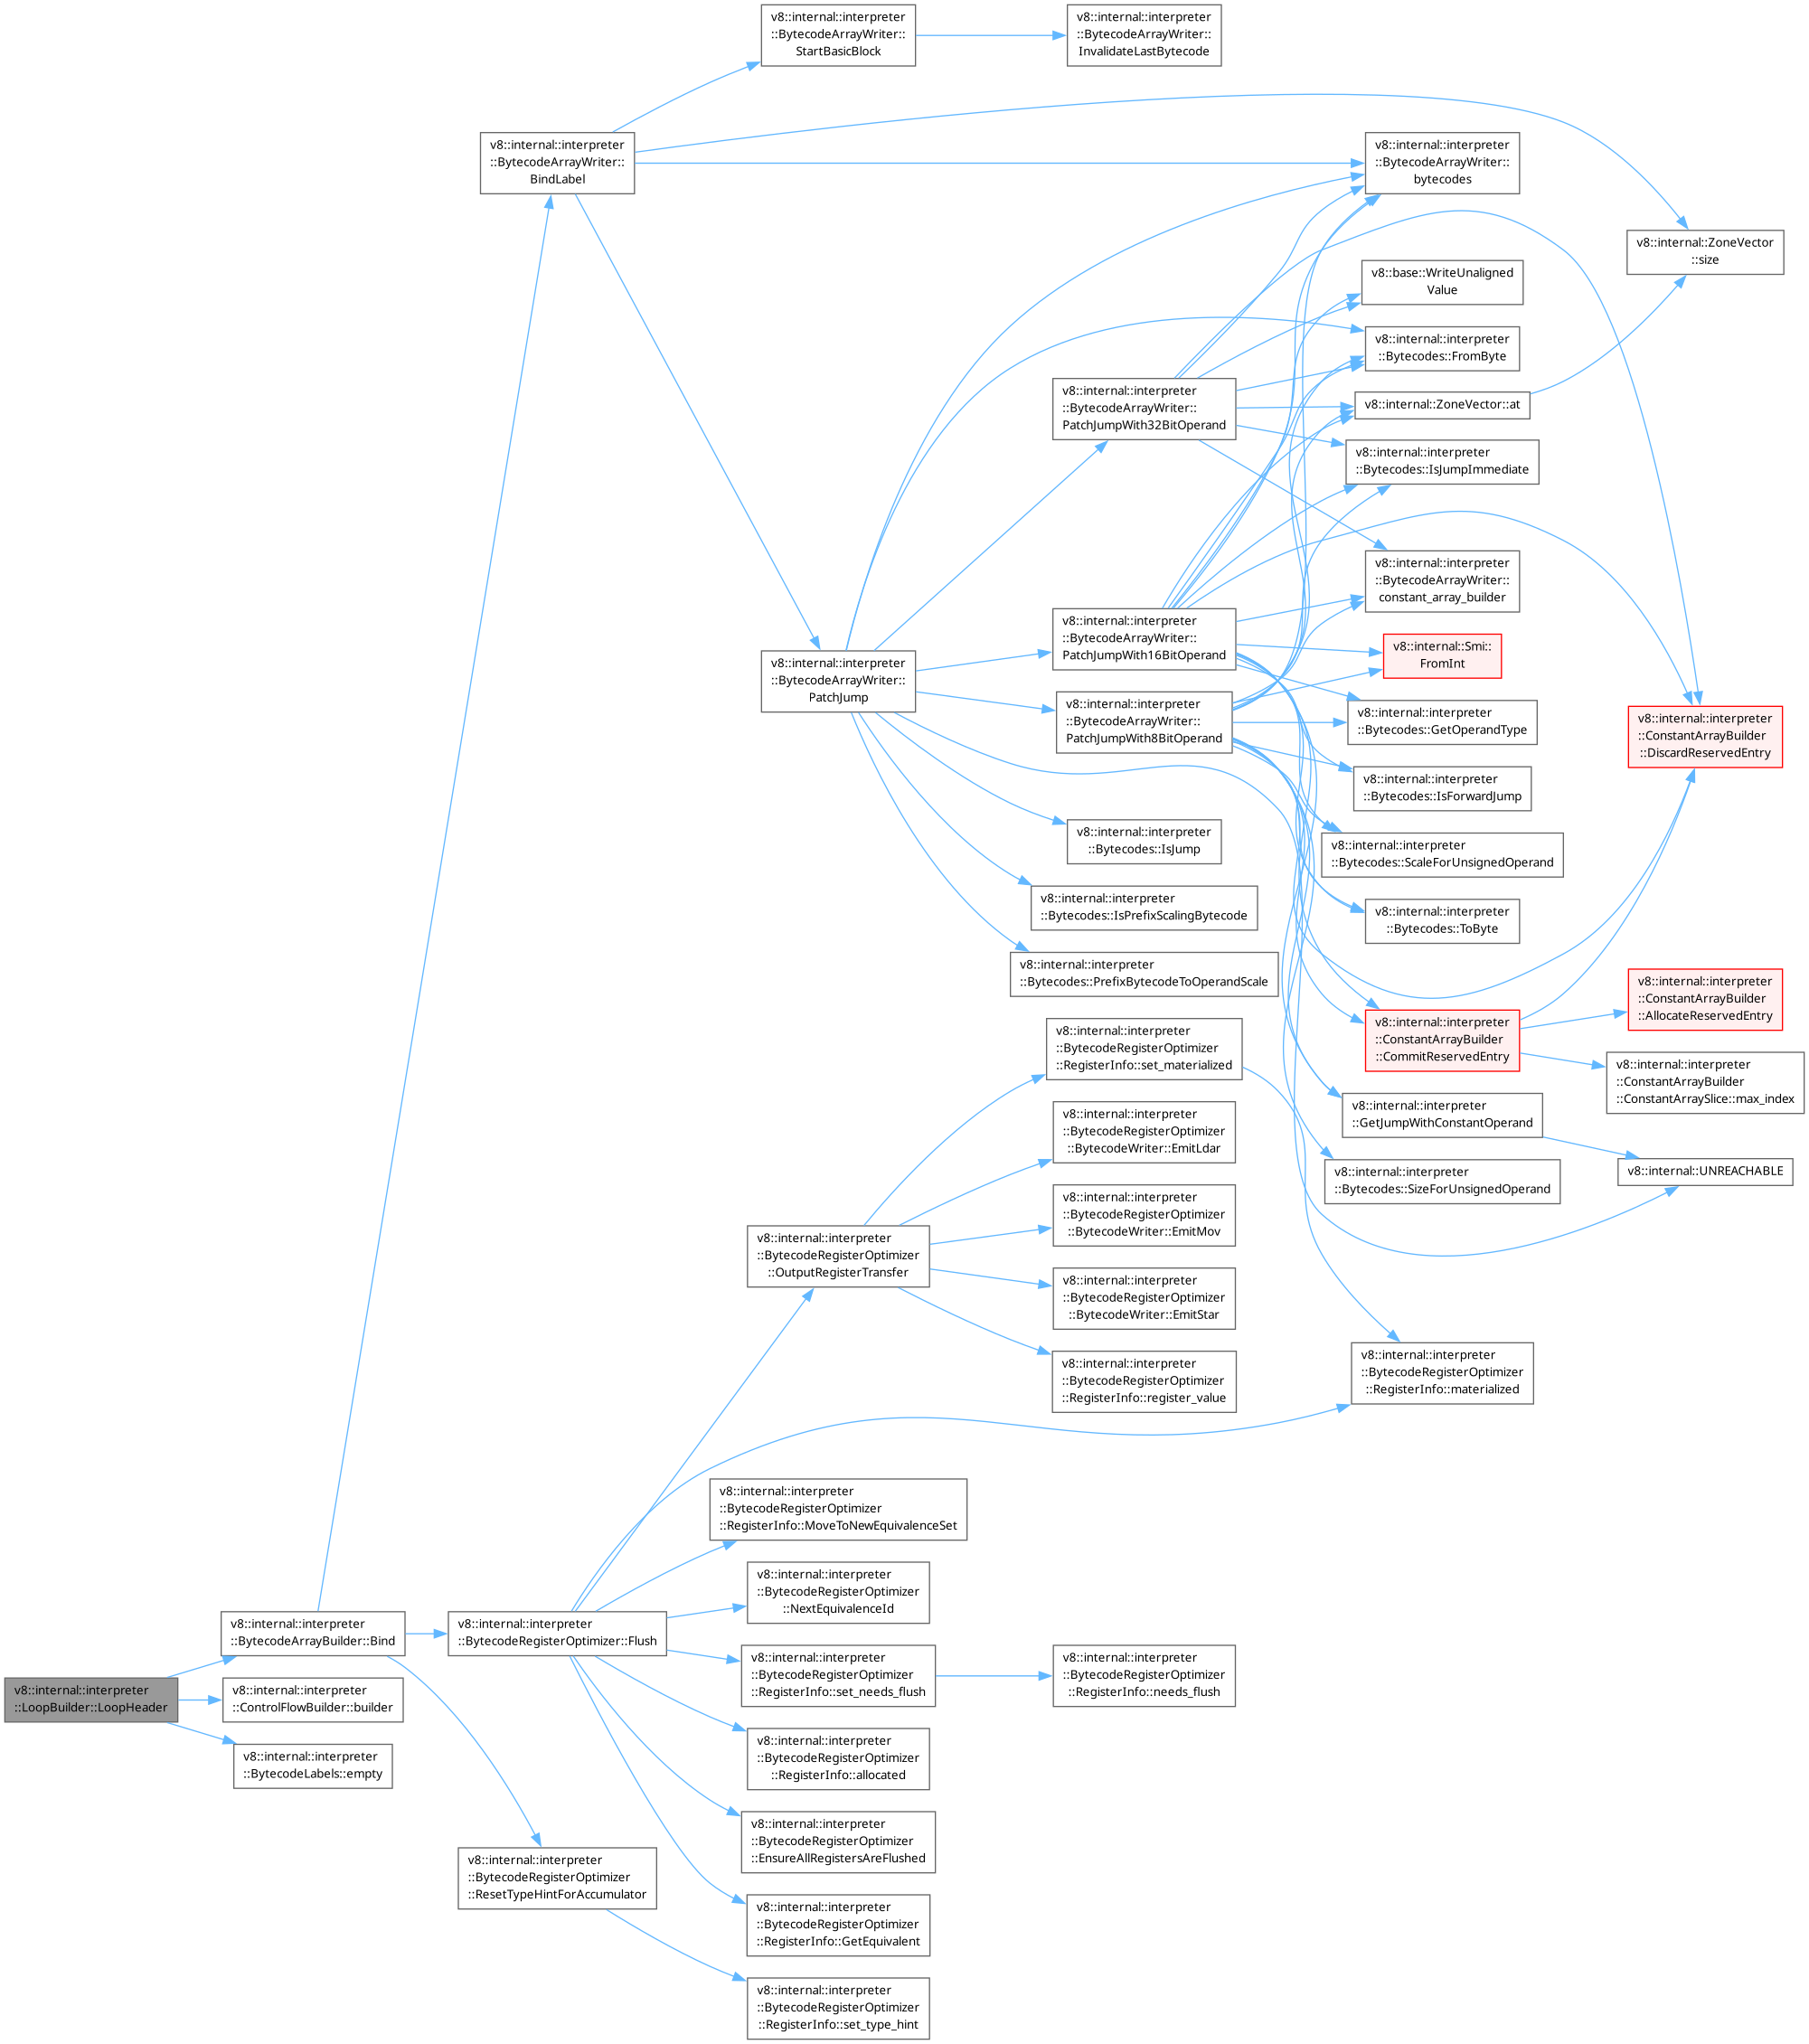 v8::internal::interpreter
::LoopBuilder::LoopHeader
v8::internal::interpreter
::BytecodeArrayBuilder::Bind
v8::internal::interpreter
::ControlFlowBuilder::builder
v8::internal::interpreter
::BytecodeLabels::empty
v8::internal::interpreter
::BytecodeArrayWriter::
BindLabel
v8::internal::interpreter
::BytecodeRegisterOptimizer::Flush
v8::internal::interpreter
::BytecodeRegisterOptimizer
::ResetTypeHintForAccumulator
v8::internal::interpreter
::BytecodeArrayWriter::
StartBasicBlock
v8::internal::interpreter
::BytecodeArrayWriter::
PatchJump
v8::internal::interpreter
::BytecodeRegisterOptimizer
::OutputRegisterTransfer
v8::internal::interpreter
::BytecodeRegisterOptimizer
::RegisterInfo::MoveToNewEquivalenceSet
v8::internal::interpreter
::BytecodeRegisterOptimizer
::NextEquivalenceId
v8::internal::interpreter
::BytecodeRegisterOptimizer
::RegisterInfo::set_needs_flush
v8::internal::interpreter
::BytecodeRegisterOptimizer
::RegisterInfo::allocated
v8::internal::interpreter
::BytecodeRegisterOptimizer
::EnsureAllRegistersAreFlushed
v8::internal::interpreter
::BytecodeRegisterOptimizer
::RegisterInfo::GetEquivalent
v8::internal::interpreter
::BytecodeRegisterOptimizer
::RegisterInfo::set_type_hint
v8::internal::interpreter
::BytecodeArrayWriter::
InvalidateLastBytecode
v8::internal::interpreter
::BytecodeArrayWriter::
PatchJumpWith32BitOperand
v8::internal::interpreter
::BytecodeArrayWriter::
PatchJumpWith16BitOperand
v8::internal::interpreter
::BytecodeArrayWriter::
PatchJumpWith8BitOperand
v8::internal::interpreter
::Bytecodes::IsJump
v8::internal::interpreter
::Bytecodes::IsPrefixScalingBytecode
v8::internal::interpreter
::Bytecodes::PrefixBytecodeToOperandScale
v8::internal::interpreter
::BytecodeRegisterOptimizer
::RegisterInfo::set_materialized
v8::internal::interpreter
::BytecodeRegisterOptimizer
::BytecodeWriter::EmitLdar
v8::internal::interpreter
::BytecodeRegisterOptimizer
::BytecodeWriter::EmitMov
v8::internal::interpreter
::BytecodeRegisterOptimizer
::BytecodeWriter::EmitStar
v8::internal::interpreter
::BytecodeRegisterOptimizer
::RegisterInfo::register_value
v8::internal::interpreter
::BytecodeRegisterOptimizer
::RegisterInfo::needs_flush
v8::internal::interpreter
::BytecodeArrayWriter::
bytecodes
v8::base::WriteUnaligned
Value
v8::internal::interpreter
::Bytecodes::FromByte
v8::internal::ZoneVector::at
v8::internal::interpreter
::Bytecodes::IsJumpImmediate
v8::internal::interpreter
::BytecodeArrayWriter::
constant_array_builder
v8::internal::Smi::
FromInt
v8::internal::interpreter
::Bytecodes::GetOperandType
v8::internal::interpreter
::Bytecodes::IsForwardJump
v8::internal::interpreter
::Bytecodes::ScaleForUnsignedOperand
v8::internal::interpreter
::Bytecodes::ToByte
v8::internal::interpreter
::ConstantArrayBuilder
::CommitReservedEntry
v8::internal::interpreter
::GetJumpWithConstantOperand
v8::internal::interpreter
::Bytecodes::SizeForUnsignedOperand
v8::internal::interpreter
::BytecodeRegisterOptimizer
::RegisterInfo::materialized
v8::internal::ZoneVector
::size
v8::internal::interpreter
::ConstantArrayBuilder
::DiscardReservedEntry
v8::internal::interpreter
::ConstantArrayBuilder
::AllocateReservedEntry
v8::internal::interpreter
::ConstantArrayBuilder
::ConstantArraySlice::max_index
v8::internal::UNREACHABLE